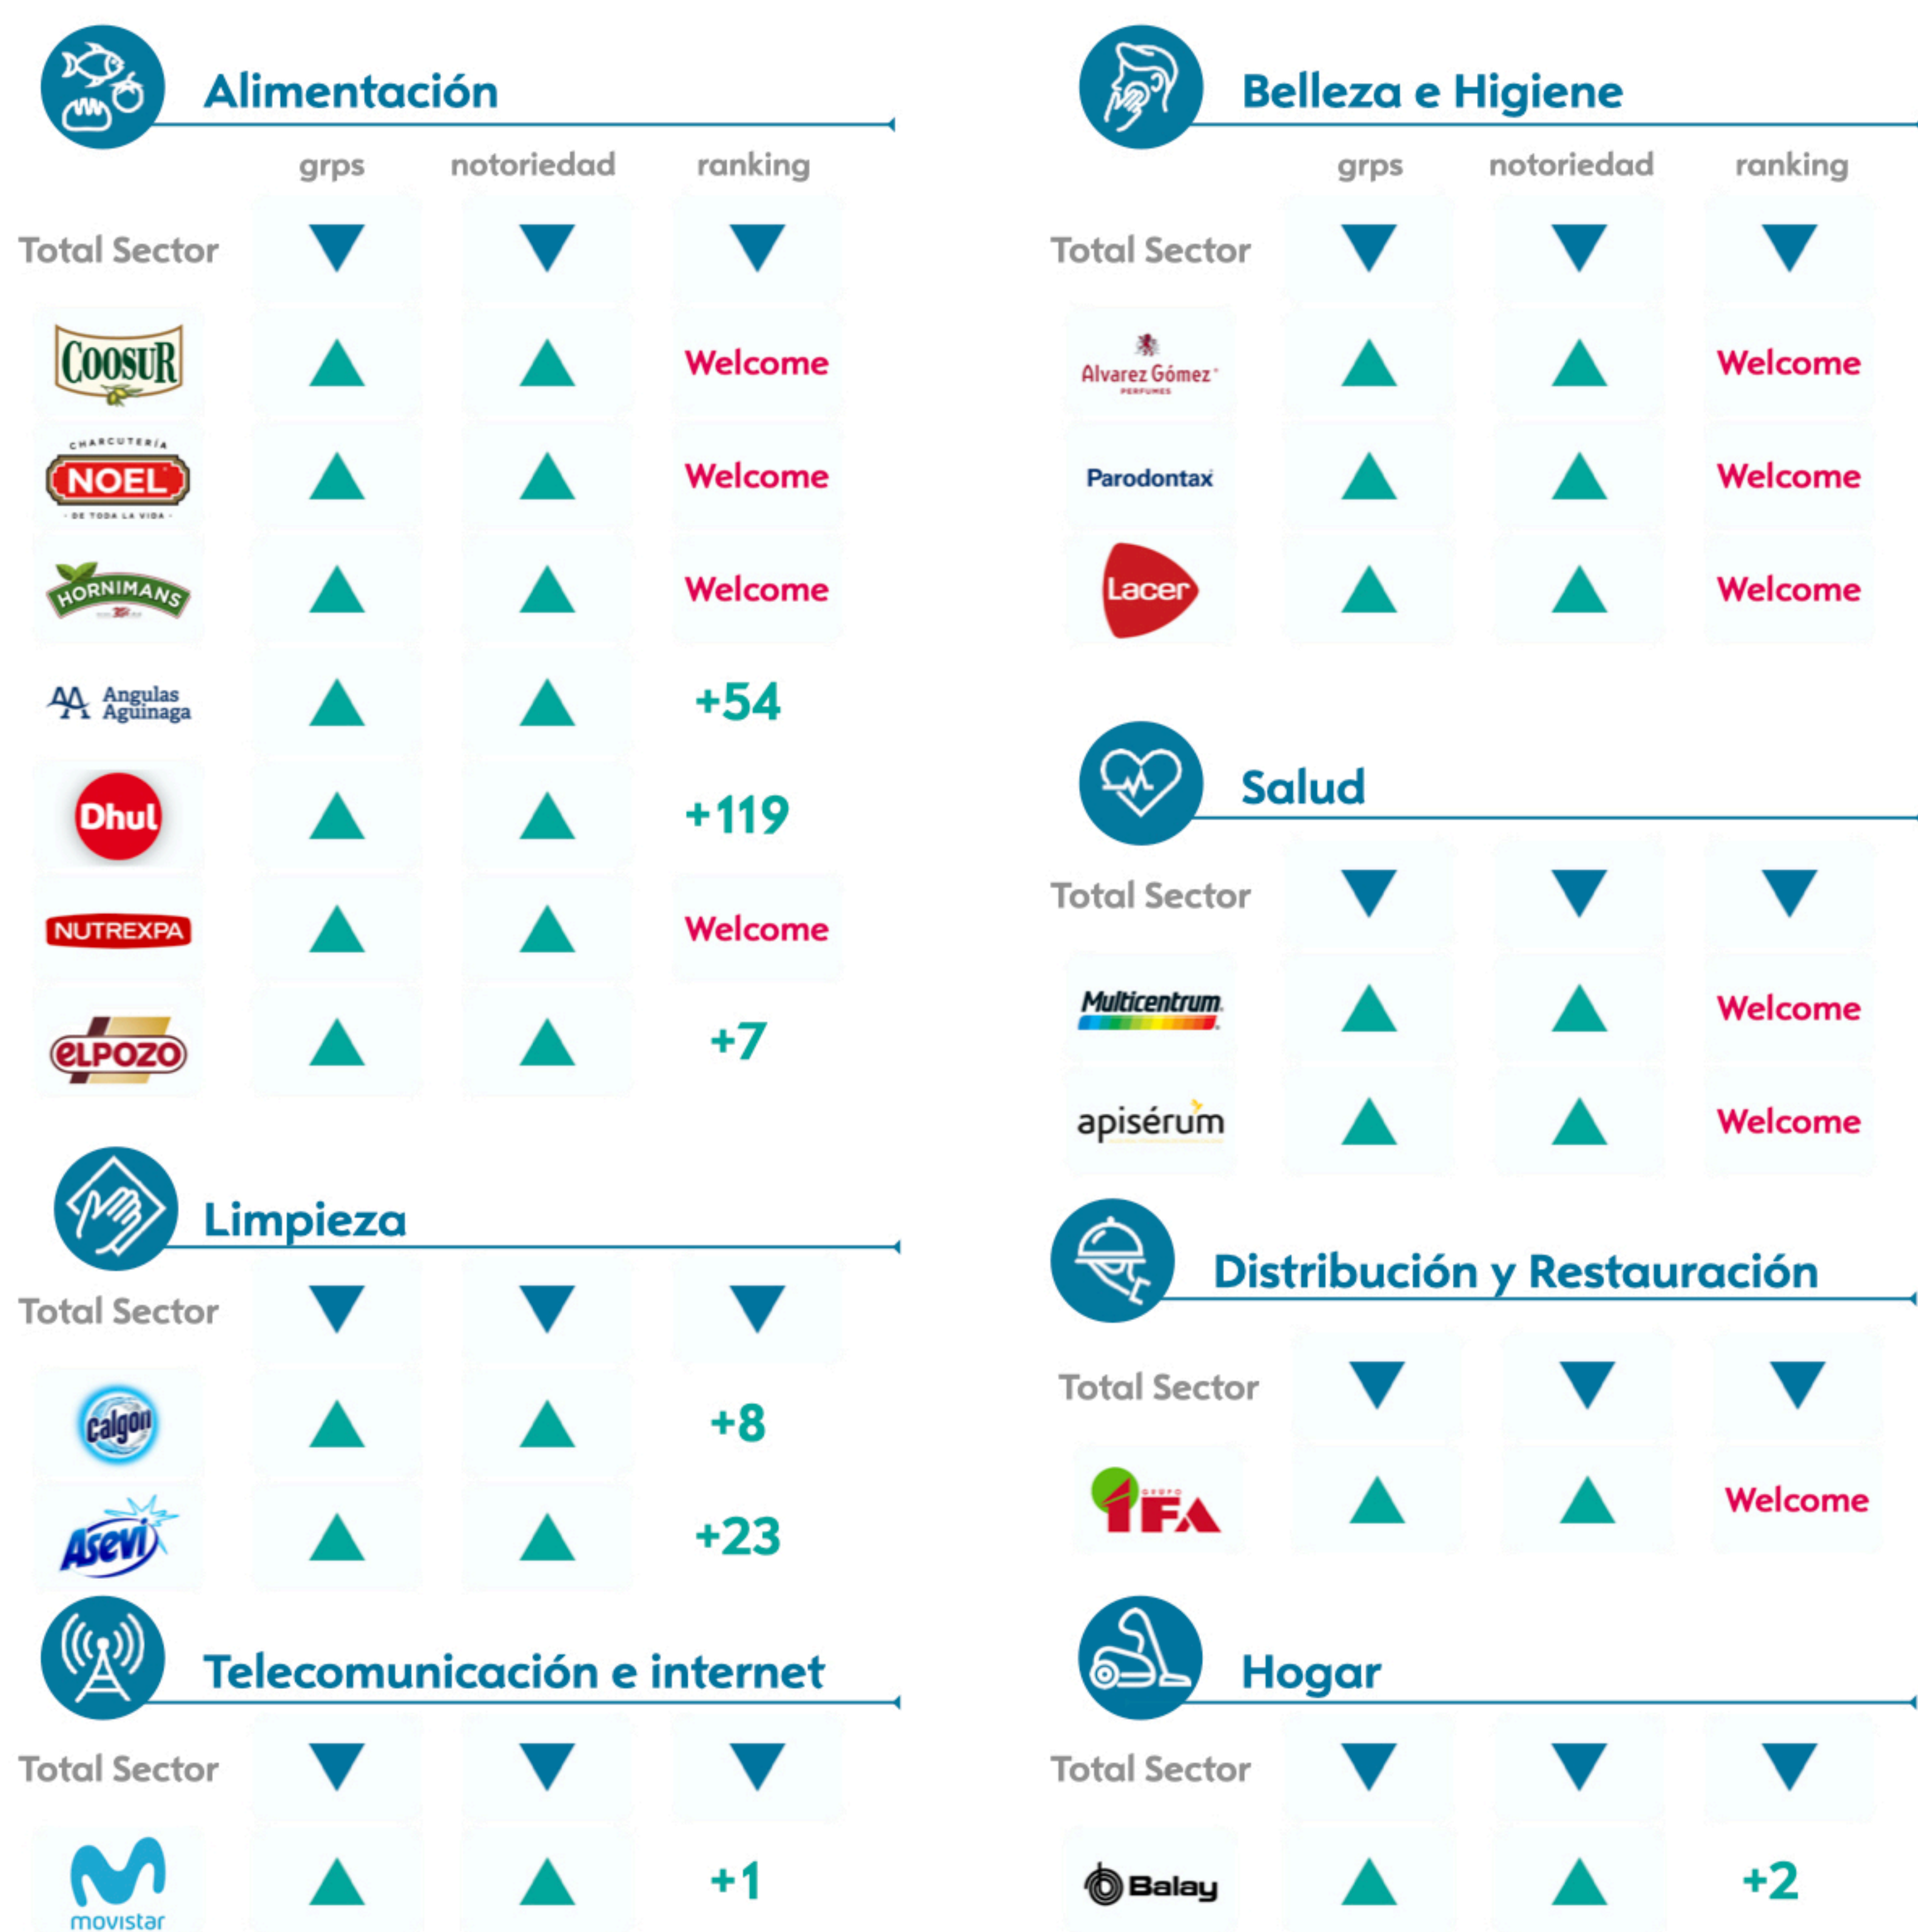 Alimentación
grps notoriedad ranking
Total Sector
COOSUR Welcome
CHARCUTERÍA
NOEL Welcome
- DE TODA LA VIDA -
HORNIMANS Welcome
Angulas
Aguinaga +54
Dhul +119
NUTREXPA Welcome
ELPOZO +7
Limpieza
Total Sector
Calgon +8
Asevi +23
Telecomunicación e internet
Total Sector
movistar +1
Belleza e Higiene
grps notoriedad ranking
Total Sector
Alvarez Gómez Welcome
PERFUMES
Parodontax Welcome
Lacer Welcome
Salud
Total Sector
Multicentrum Welcome
apisérum Welcome
Distribución y Restauración
Total Sector
GRUPO
IFA Welcome
Hogar
Total Sector
Balay +2